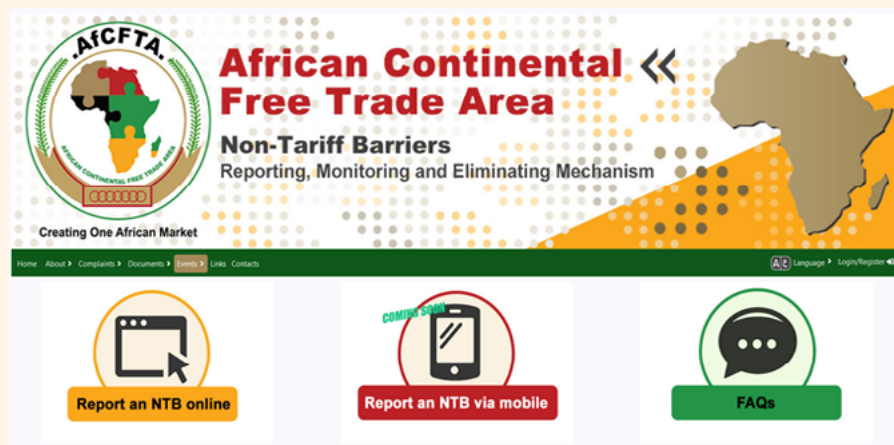 AfCFTA
AFRICAN CONTINENTAL FREE TRADE AREA
Creating One African Market
African Continental
Free Trade Area
Non-Tariff Barriers
Reporting, Monitoring and Eliminating Mechanism
Home About Complaints Documents Events Links Contacts
Language Login/Register
COMING SOON
Report an NTB online
Report an NTB via mobile
FAQs